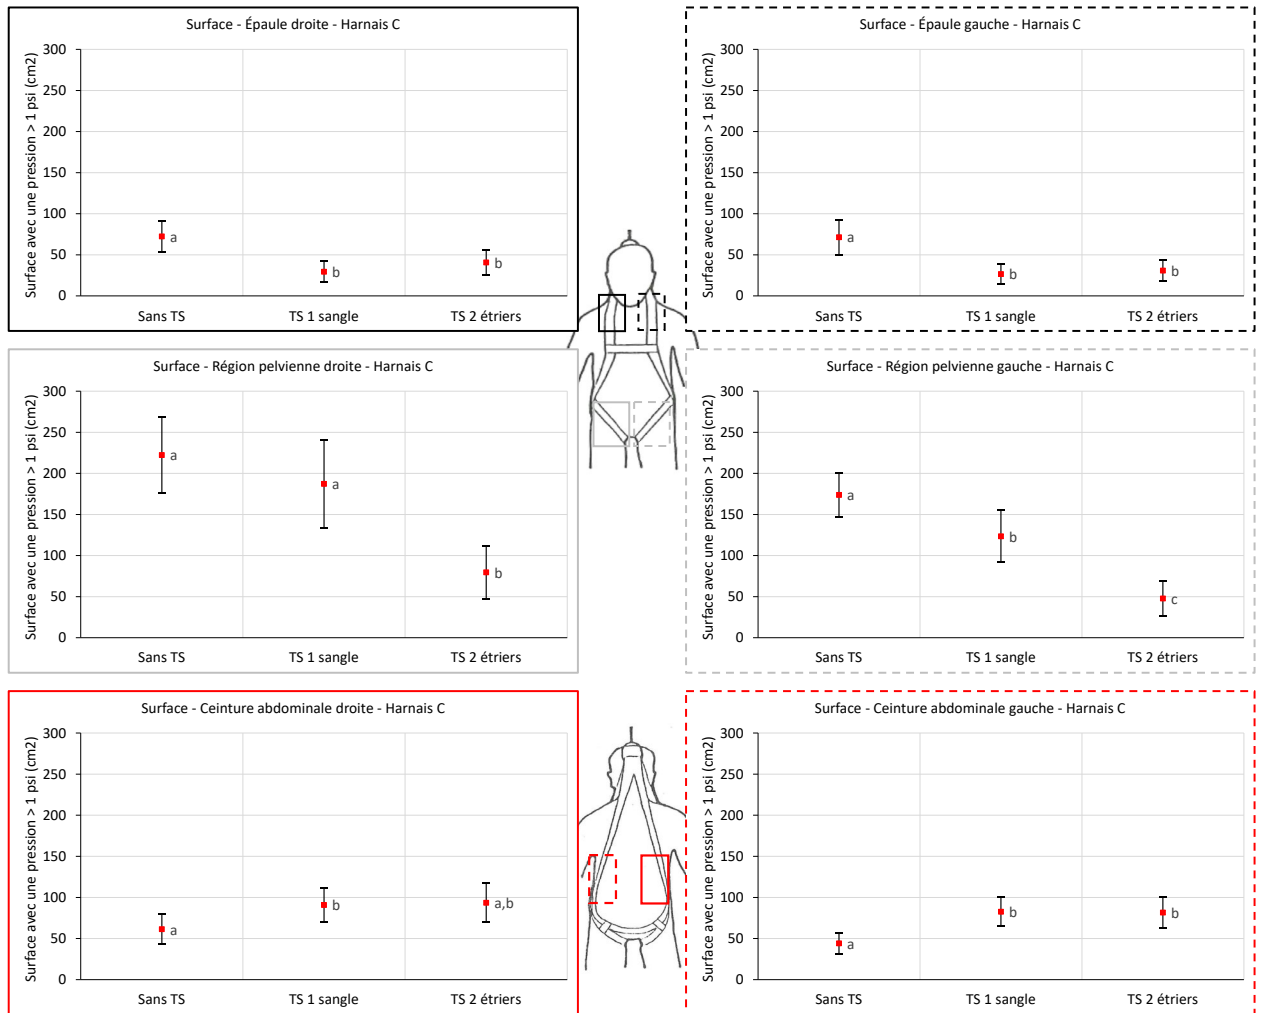 Surface - Épaule droite - Harnais C
Surface avec une pression > 1 psi (cm2)
300
250
200
150
100
50
0
a
b
b
Sans TS TS 1 sangle TS 2 étriers
Surface - Épaule gauche - Harnais C
Surface avec une pression > 1 psi (cm2)
300
250
200
150
100
50
0
a
b
b
Sans TS TS 1 sangle TS 2 étriers
Surface - Région pelvienne droite - Harnais C
Surface avec une pression > 1 psi (cm2)
300
250
200
150
100
50
0
a
a
b
Sans TS TS 1 sangle TS 2 étriers
Surface - Région pelvienne gauche - Harnais C
Surface avec une pression > 1 psi (cm2)
300
250
200
150
100
50
0
a
b
c
Sans TS TS 1 sangle TS 2 étriers
Surface - Ceinture abdominale droite - Harnais C
Surface avec une pression > 1 psi (cm2)
300
250
200
150
100
50
0
a
b
a,b
Sans TS TS 1 sangle TS 2 étriers
Surface - Ceinture abdominale gauche - Harnais C
Surface avec une pression > 1 psi (cm2)
300
250
200
150
100
50
0
a
b
b
Sans TS TS 1 sangle TS 2 étriers